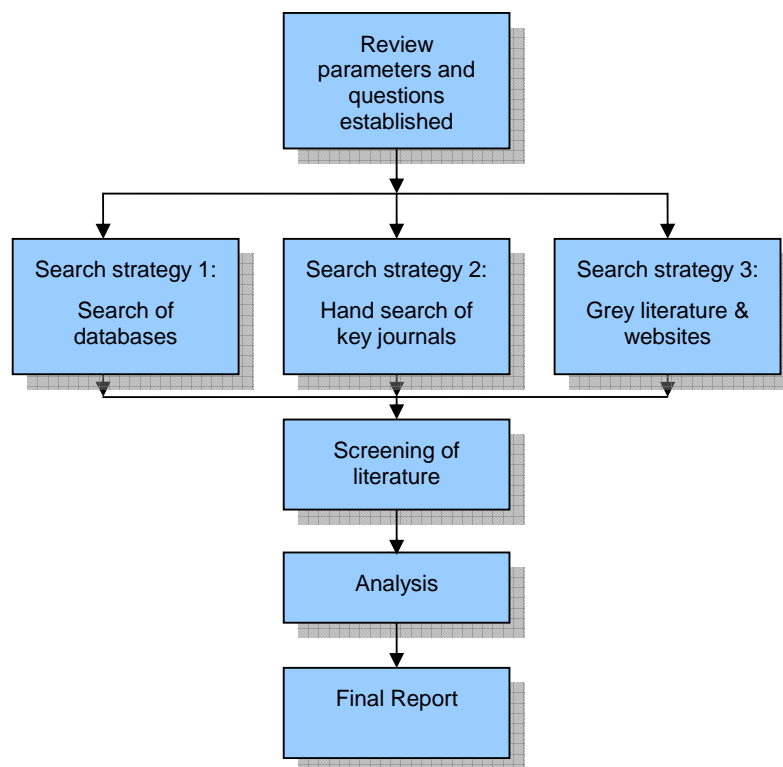 Review
parameters and
questions
established
Search strategy 1:
Search of
databases
Search strategy 2:
Hand search of
key journals
Search strategy 3:
Grey literature &
websites
Screening of
literature
Analysis
Final Report